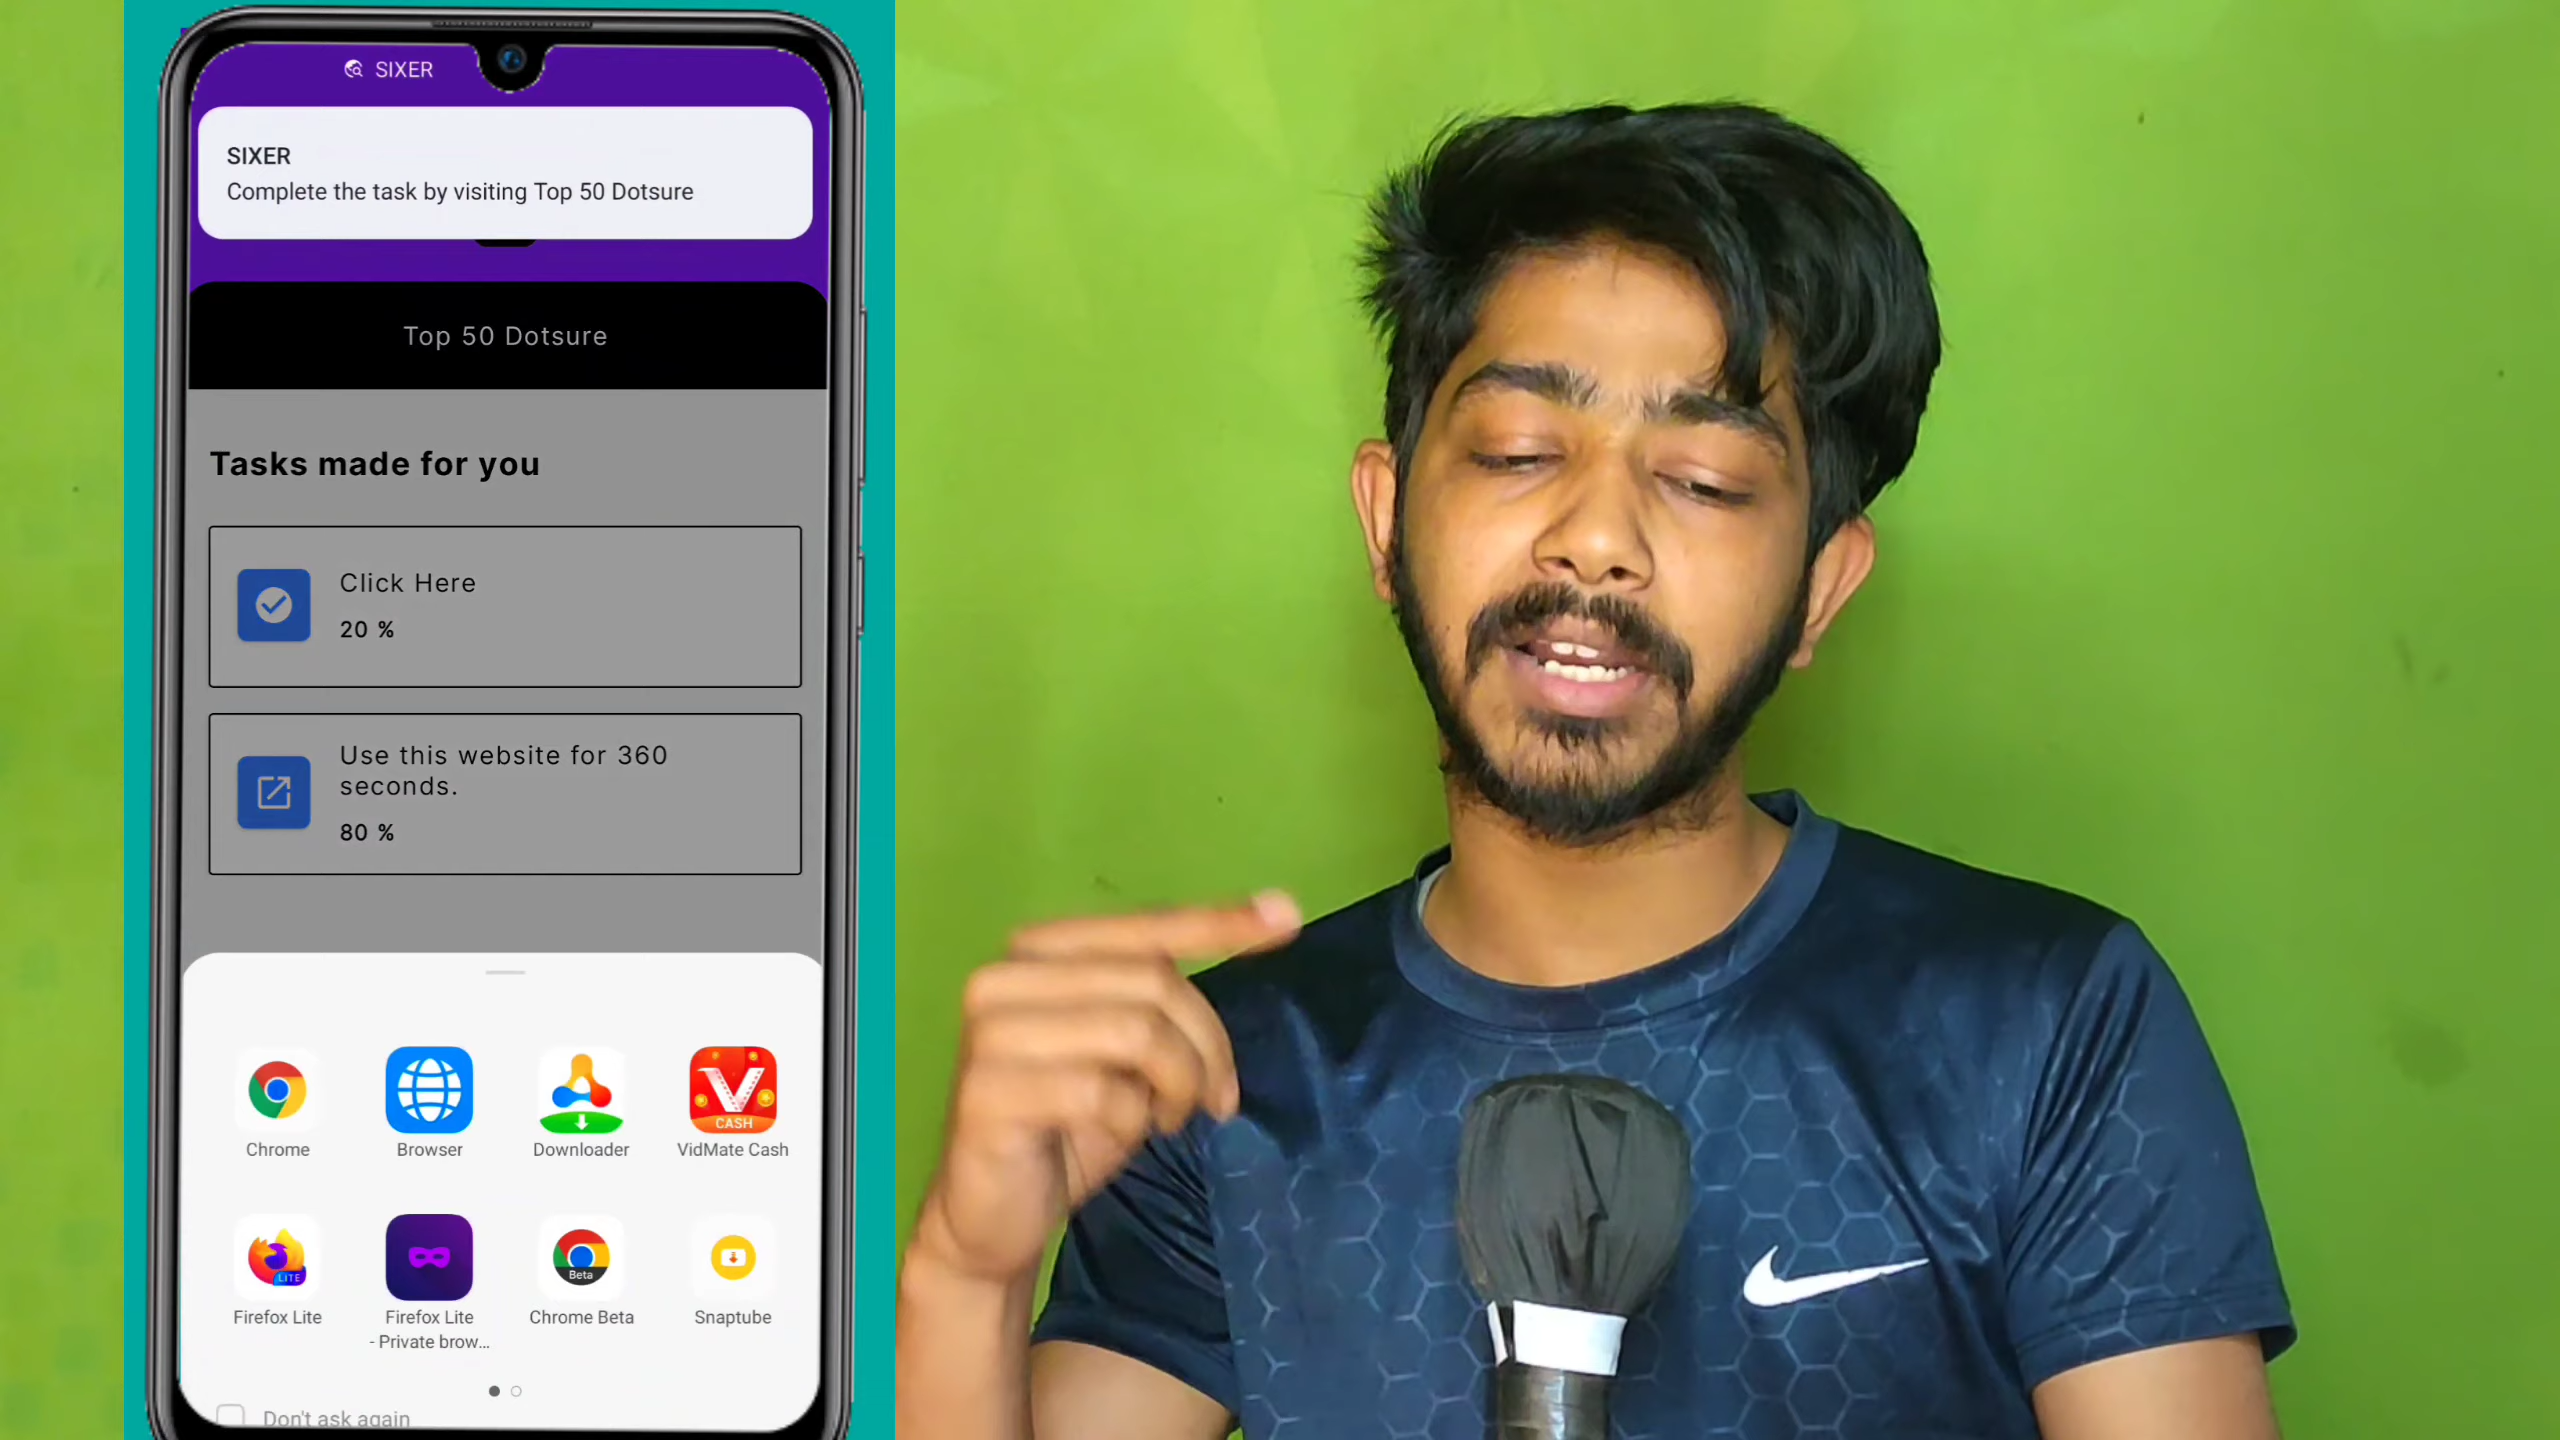 SIXER
SIXER
Complete the task by visiting Top 50 Dotsure
Top 50 Dotsure
Tasks made for you
Click Here
20 %
Use this website for 360
seconds.
80 %
CASH
Chrome
Browser
Downloader
VidMate Cash
LITE
Beta
Firefox Lite
Firefox Lite
- Private brow...
Chrome Beta
Snaptube
Don't ask again